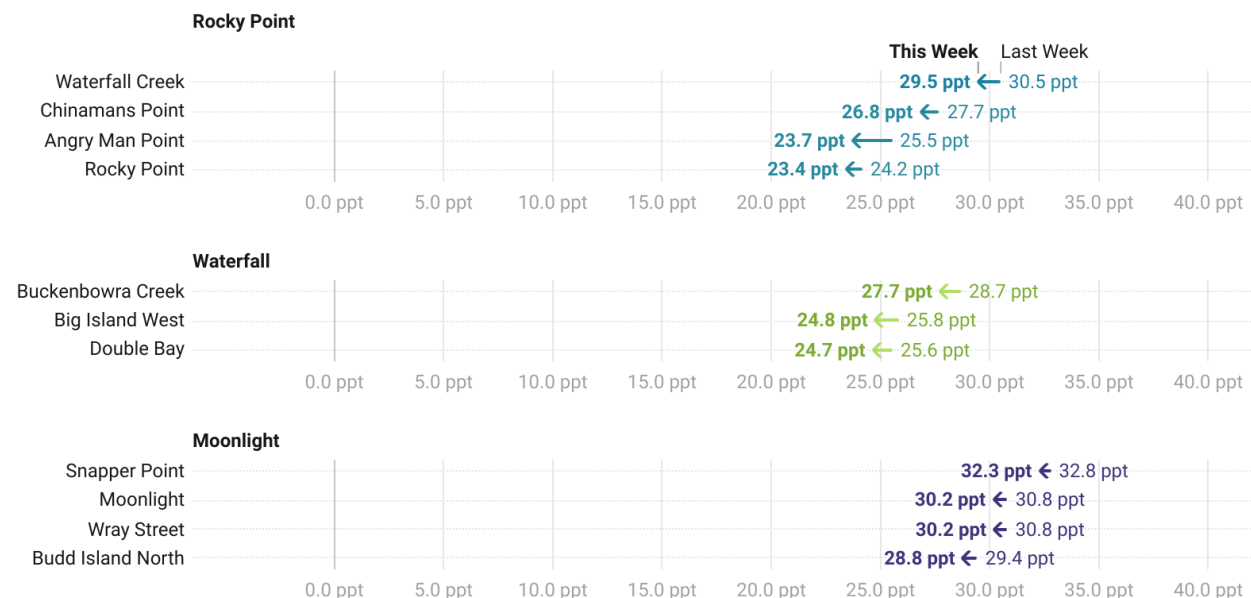 Rocky Point
This Week Last Week
Waterfall Creek 29.5 ppt 30.5 ppt
Chinamans Point 26.8 ppt 27.7 ppt
Angry Man Point 23.7 ppt 25.5 ppt
Rocky Point 23.4 ppt 24.2 ppt
0.0 ppt 5.0 ppt 10.0 ppt 15.0 ppt 20.0 ppt 25.0 ppt 30.0 ppt 35.0 ppt 40.0 ppt
Waterfall
Buckenbowra Creek 27.7 ppt 28.7 ppt
Big Island West 24.8 ppt 25.8 ppt
Double Bay 24.7 ppt 25.6 ppt
0.0 ppt 5.0 ppt 10.0 ppt 15.0 ppt 20.0 ppt 25.0 ppt 30.0 ppt 35.0 ppt 40.0 ppt
Moonlight
Snapper Point 32.3 ppt 32.8 ppt
Moonlight 30.2 ppt 30.8 ppt
Wray Street 30.2 ppt 30.8 ppt
Budd Island North 28.8 ppt 29.4 ppt
0.0 ppt 5.0 ppt 10.0 ppt 15.0 ppt 20.0 ppt 25.0 ppt 30.0 ppt 35.0 ppt 40.0 ppt